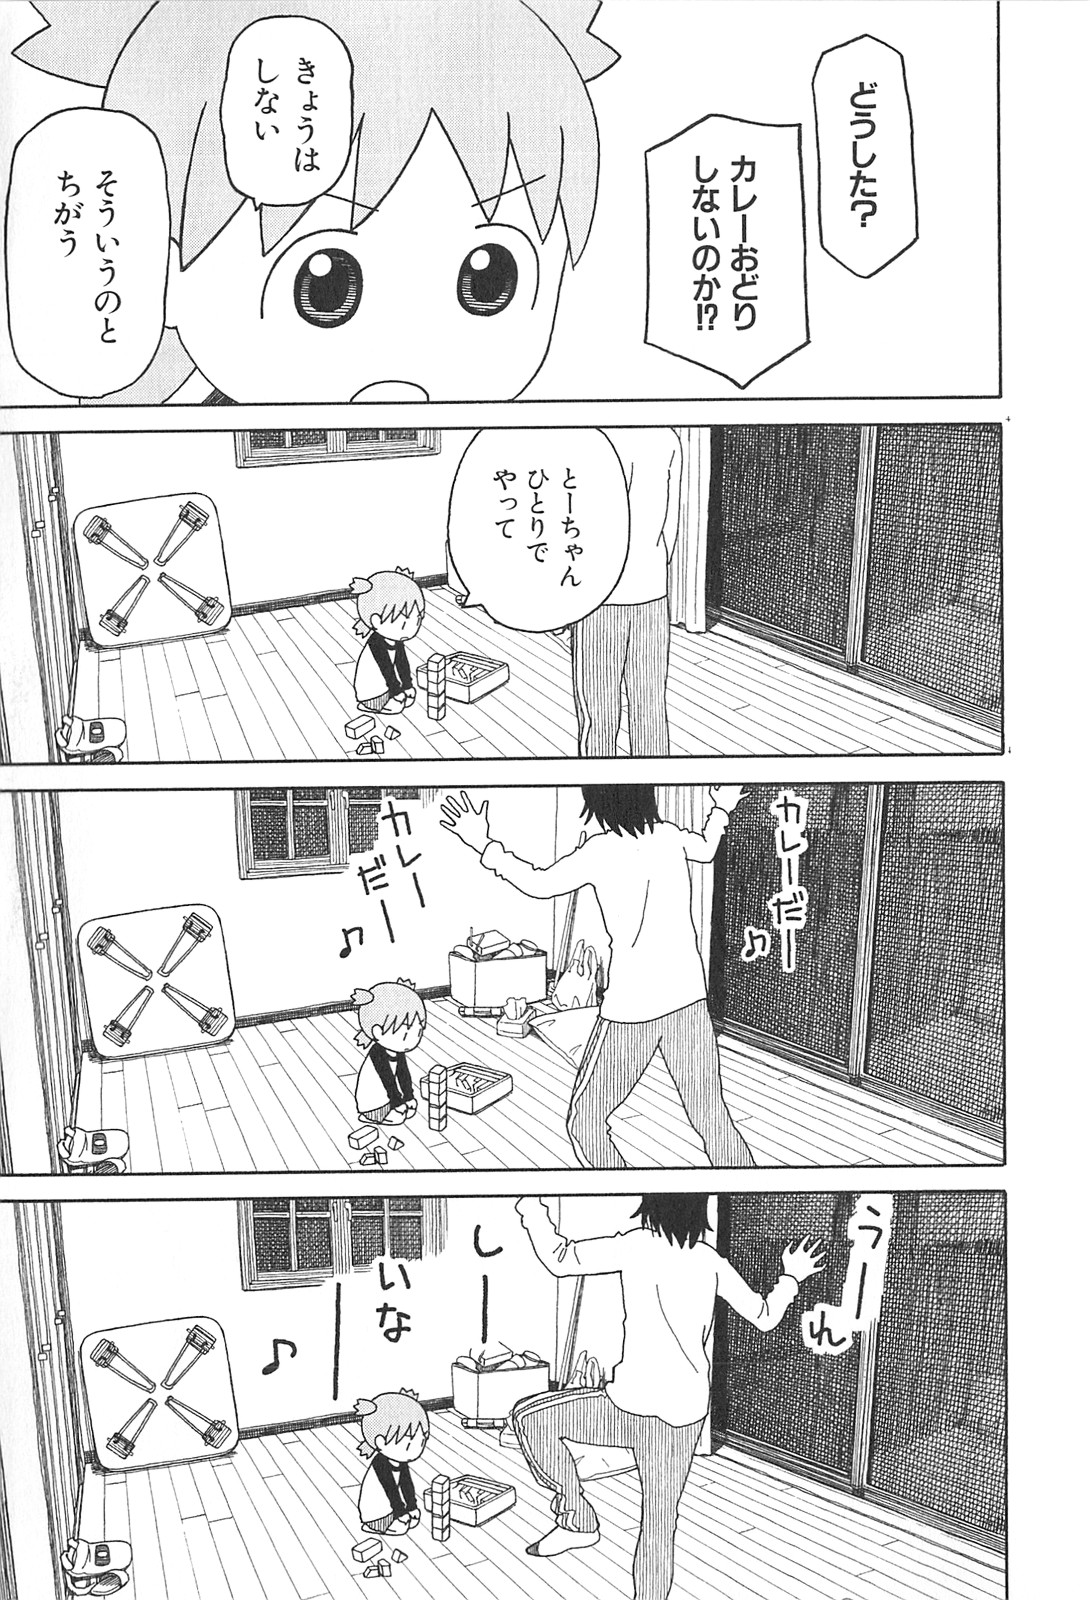 どうした?
カレーおどり
しないのか!?
きょうは
しない
そういうのと
ちがう
とーちゃん
ひとりで
やって
カレーだー♪
カレー
だー♪
うーれ
しー
いな
ー♪